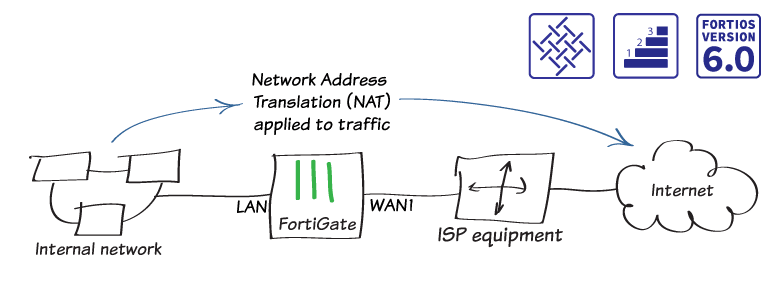 3
2
1
FORTIOS
VERSION
6.0
Network Address
Translation (NAT)
applied to traffic
LAN
FortiGate
WAN1
Internet
Internal network
ISP equipment